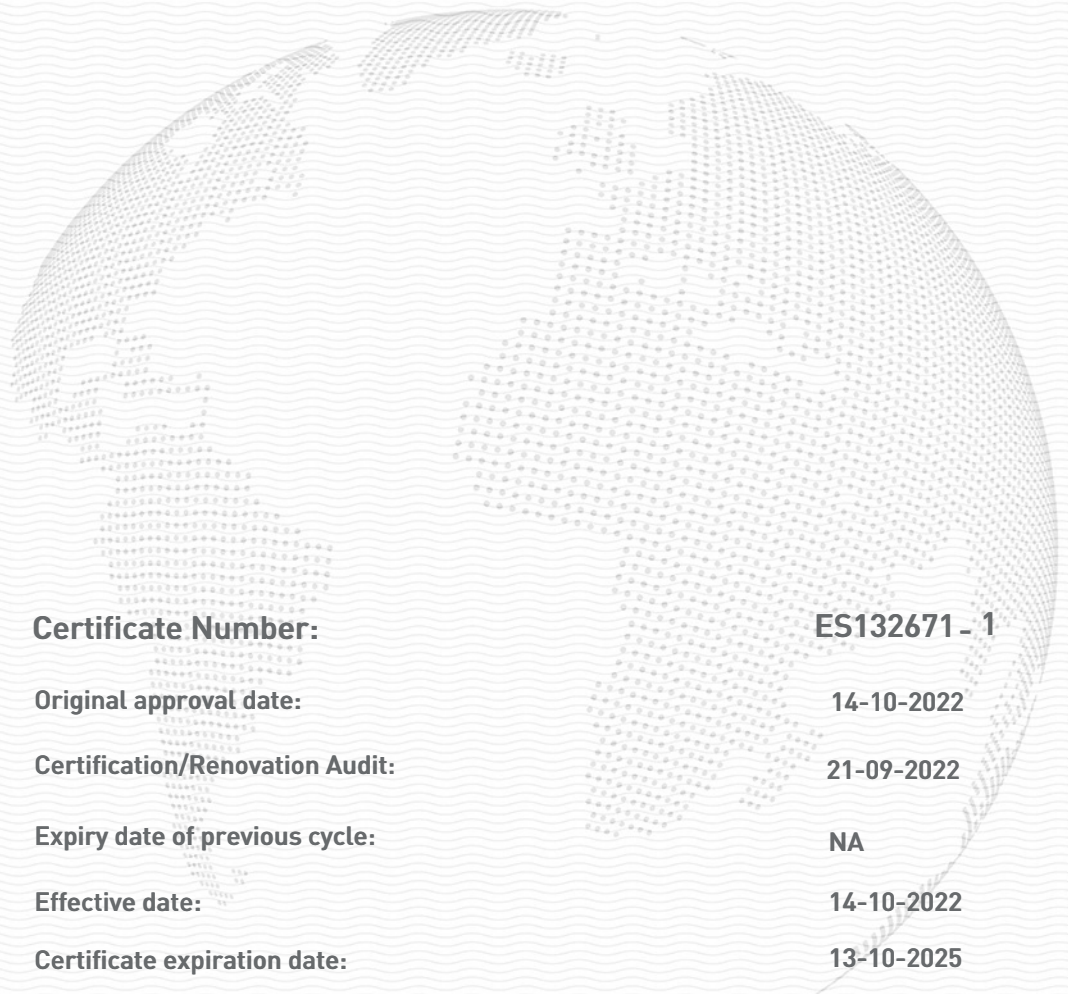 Certificate Number: ES132671- 1
Original approval date: 14-10-2022
Certification/Renovation Audit: 21-09-2022
Expiry date of previous cycle: NA
Effective date: 14-10-2022
Certificate expiration date: 13-10-2025